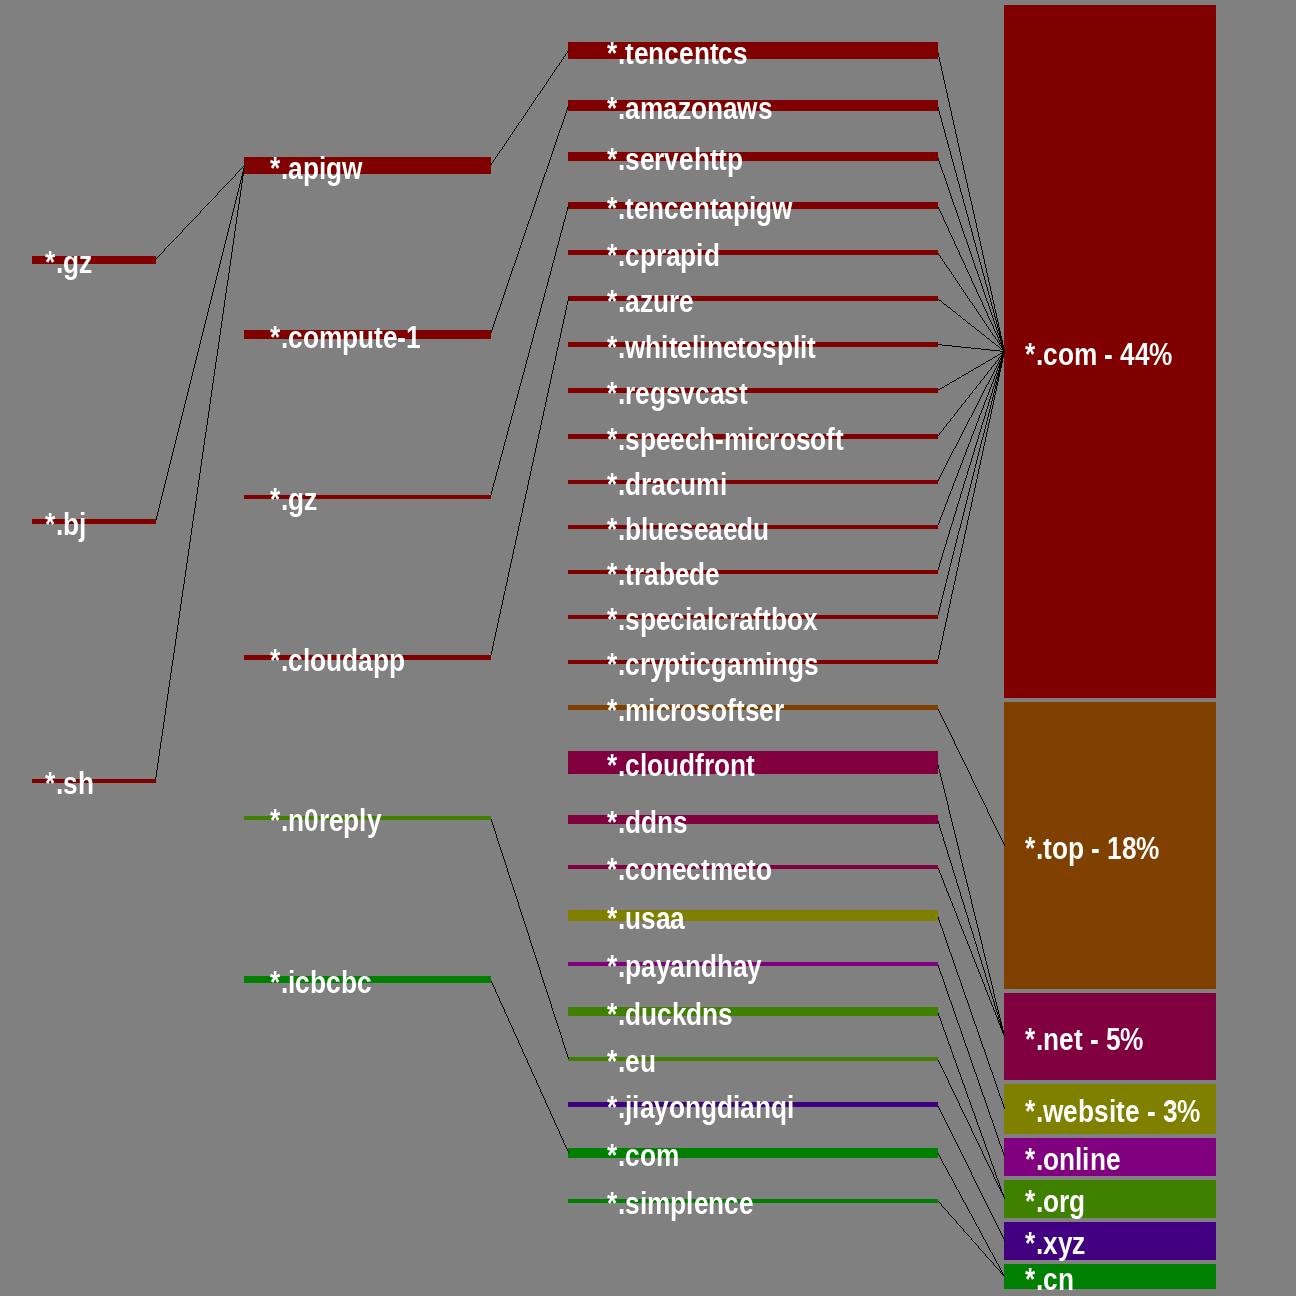 *.gz
*.bj
*.sh
*.apigw
*.compute-1
*.gz
*.cloudapp
*.n0reply
*.icbcbc
*.tencentcs
*.amazonaws
*.servehttp
*.tencentapigw
*.cprapid
*.azure
*.whitelinetosplit
*.regsvcast
*.speech-microsoft
*.dracumi
*.blueseaedu
*.trabede
*.specialcraftbox
*.crypticgamings
*.microsoftser
*.cloudfront
*.ddns
*.conectmeto
*.usaa
*.payandhay
*.duckdns
*.eu
*.jiayongdianqi
*.com
*.simplence
*.com - 44%
*.top - 18%
*.net - 5%
*.website - 3%
*.online
*.org
*.xyz
*.cn